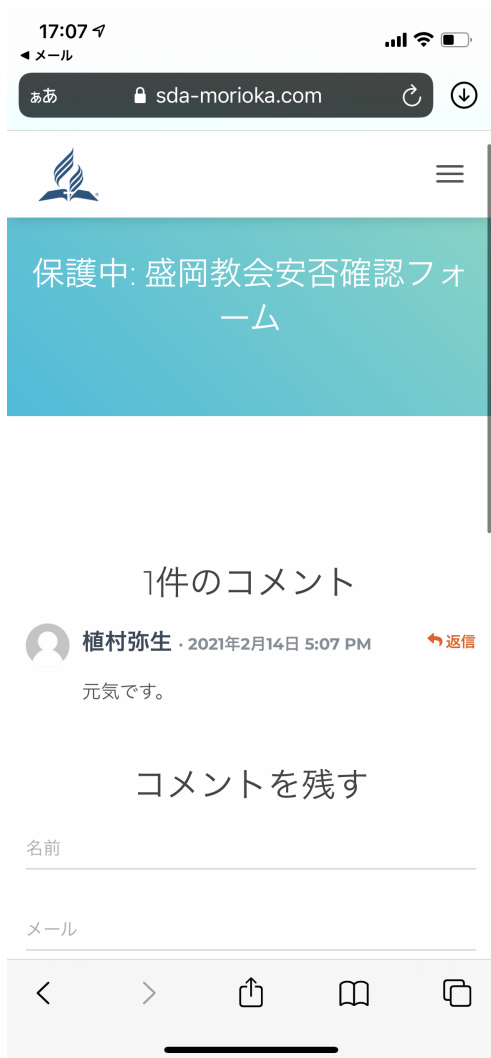 17:07
メール
ぁあ sda-morioka.com
保護中: 盛岡教会安否確認フォ
ーム
1件のコメント
植村弥生 · 2021年2月14日 5:07 PM 返信
元気です。
コメントを残す
名前
メール